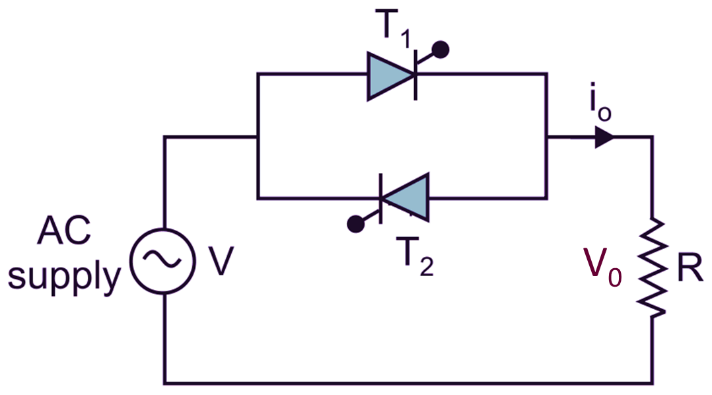 T₁
iₒ
AC
supply
V
T₂
V₀
R